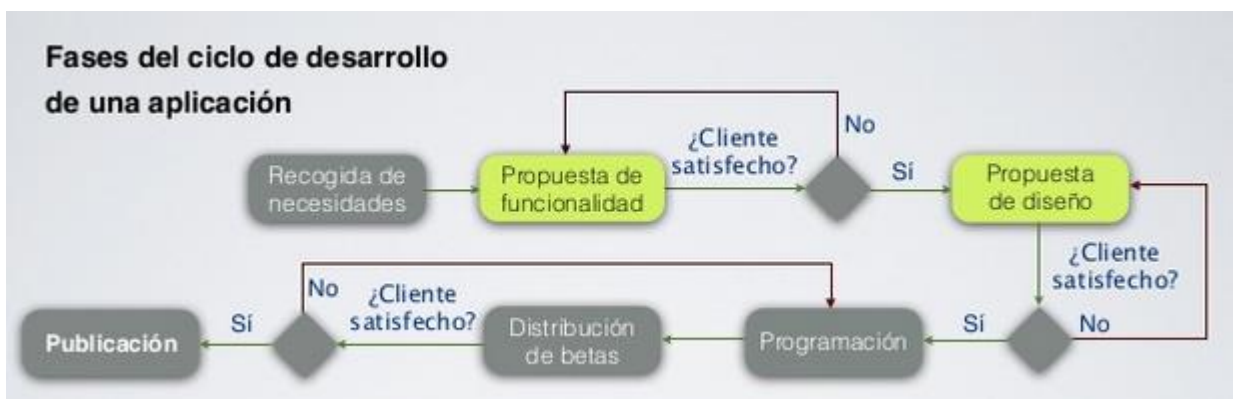 Fases del ciclo de desarrollo
de una aplicación
Recogida de
necesidades
Propuesta de
funcionalidad
¿Cliente
satisfecho?
No
Sí
Propuesta
de diseño
¿Cliente
satisfecho?
No
Sí
Programación
Distribución
de betas
¿Cliente
satisfecho?
No
Sí
Publicación